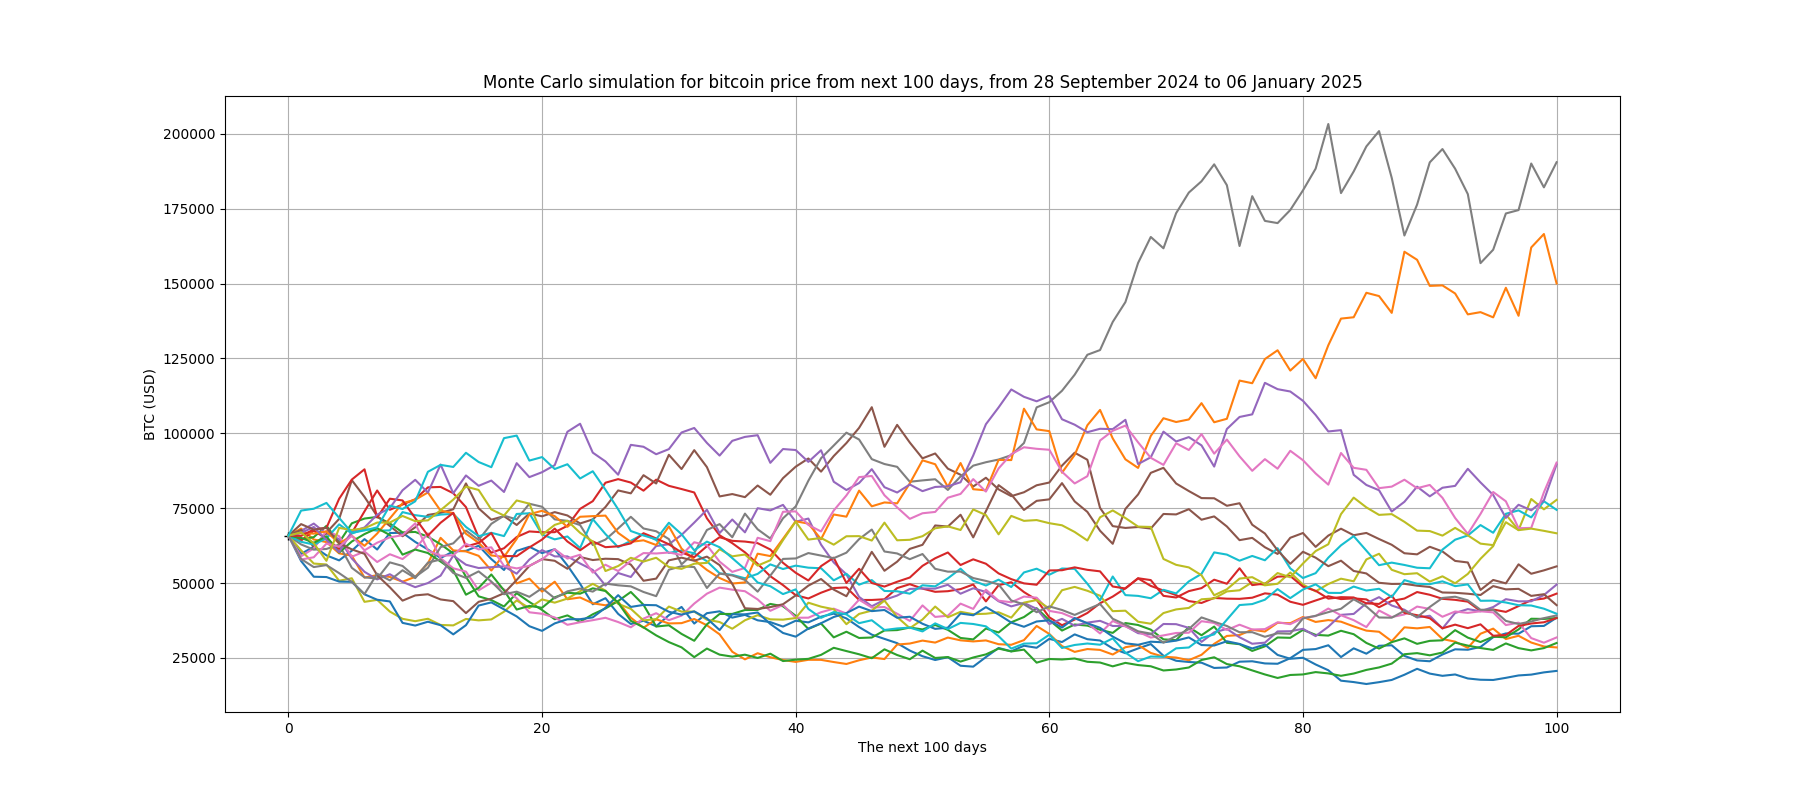 Monte Carlo simulation for bitcoin price from next 100 days, from 28 September 2024 to 06 January 2025
200000
175000
150000
125000
100000
75000
50000
25000
BTC (USD)
0 20 40 60 80 100
The next 100 days